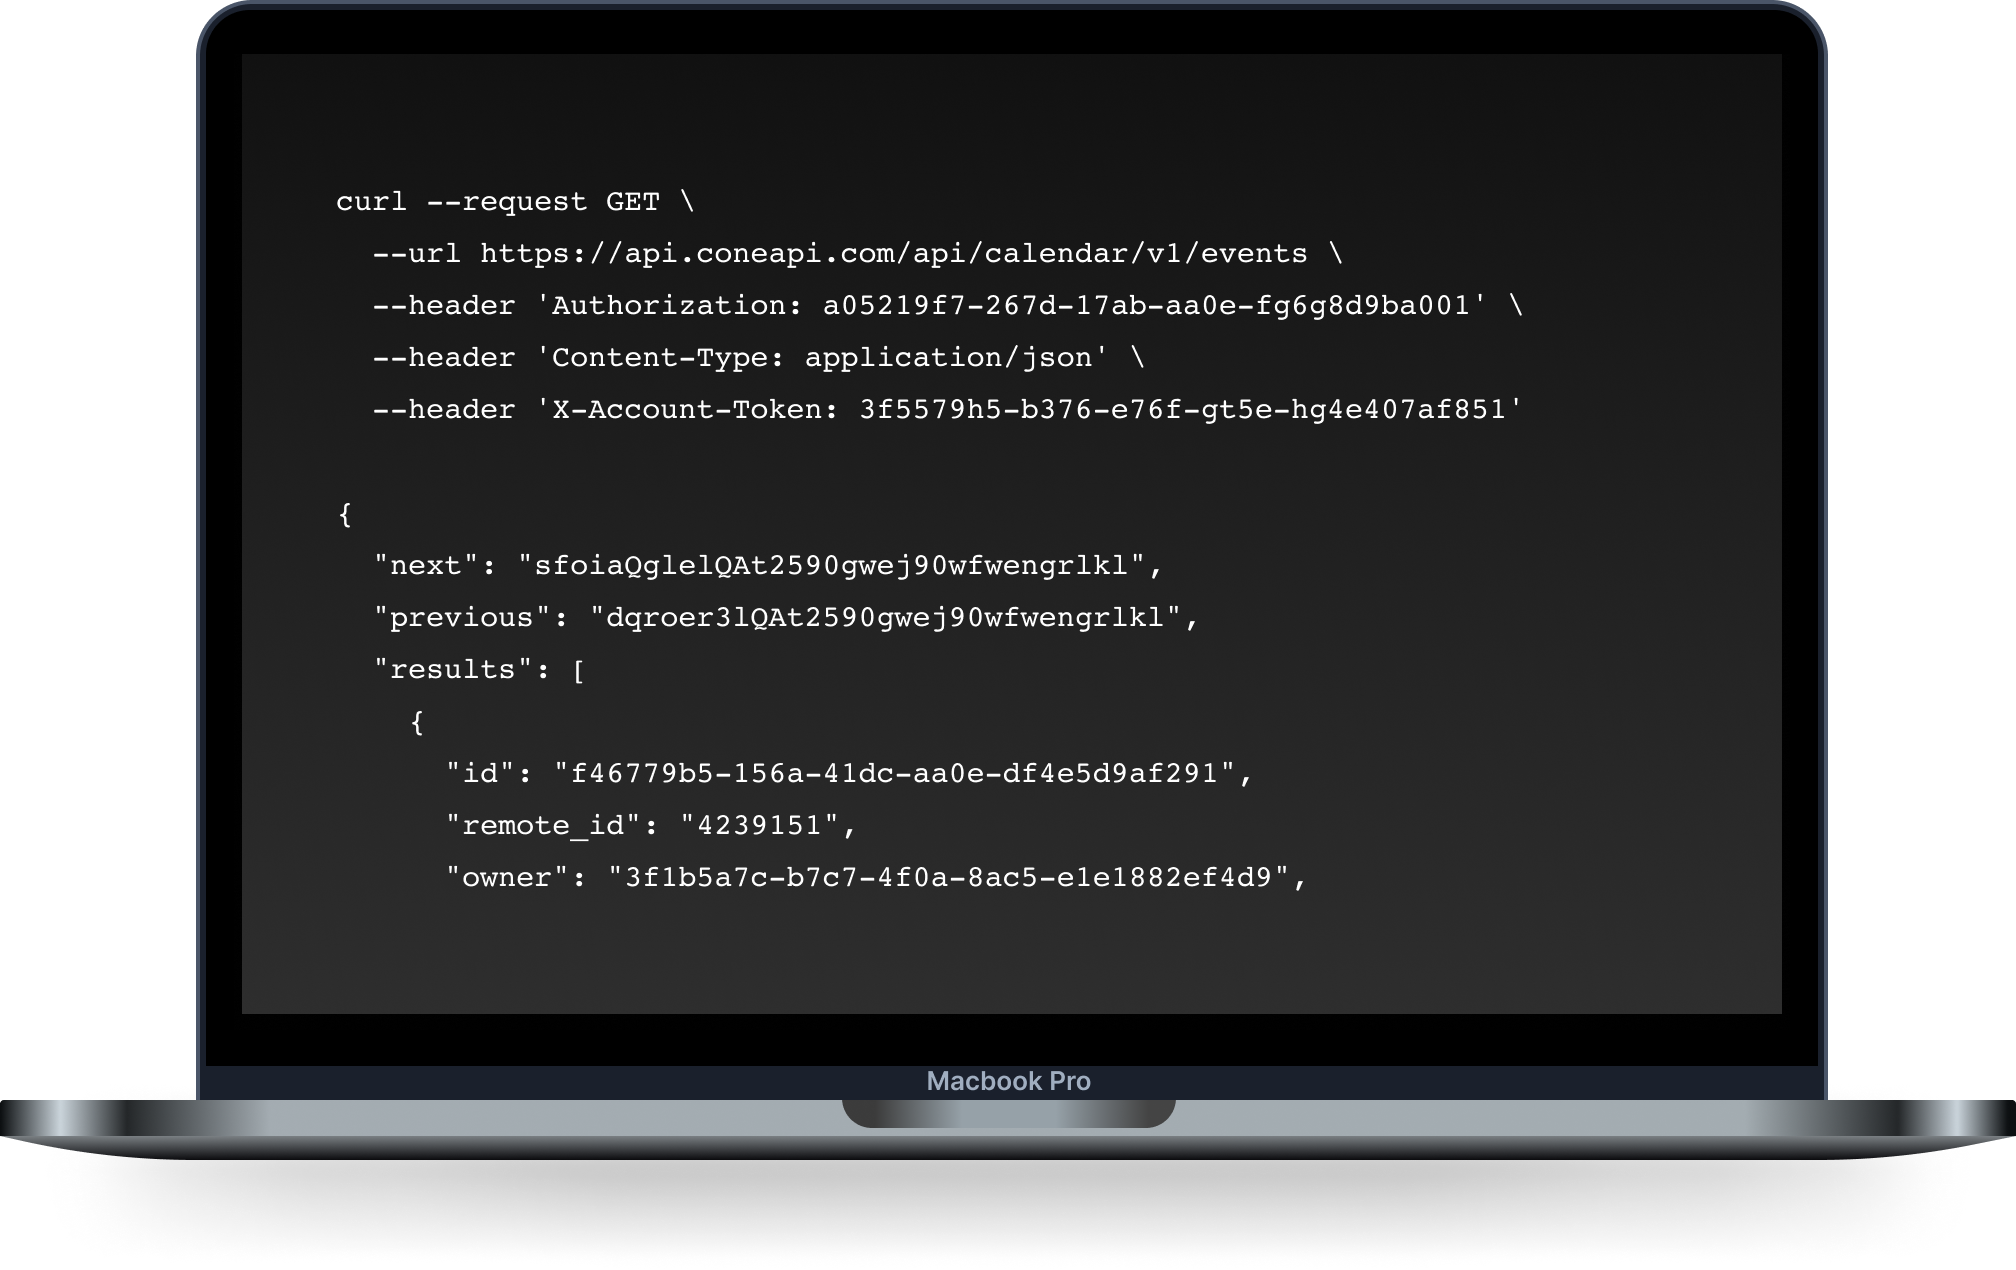 curl --request GET \
  --url https://api.coneapi.com/api/calendar/v1/events \
  --header 'Authorization: a05219f7-267d-17ab-aa0e-fg6g8d9ba001' \
  --header 'Content-Type: application/json' \
  --header 'X-Account-Token: 3f5579h5-b376-e76f-gt5e-hg4e407af851'
{
  "next": "sfoiaQglelQAt2590gwej90wfwengrlkl",
  "previous": "dqroer3lQAt2590gwej90wfwengrlkl",
  "results": [
    {
      "id": "f46779b5-156a-41dc-aa0e-df4e5d9af291",
      "remote_id": "4239151",
      "owner": "3f1b5a7c-b7c7-4f0a-8ac5-e1e1882ef4d9",
Macbook Pro